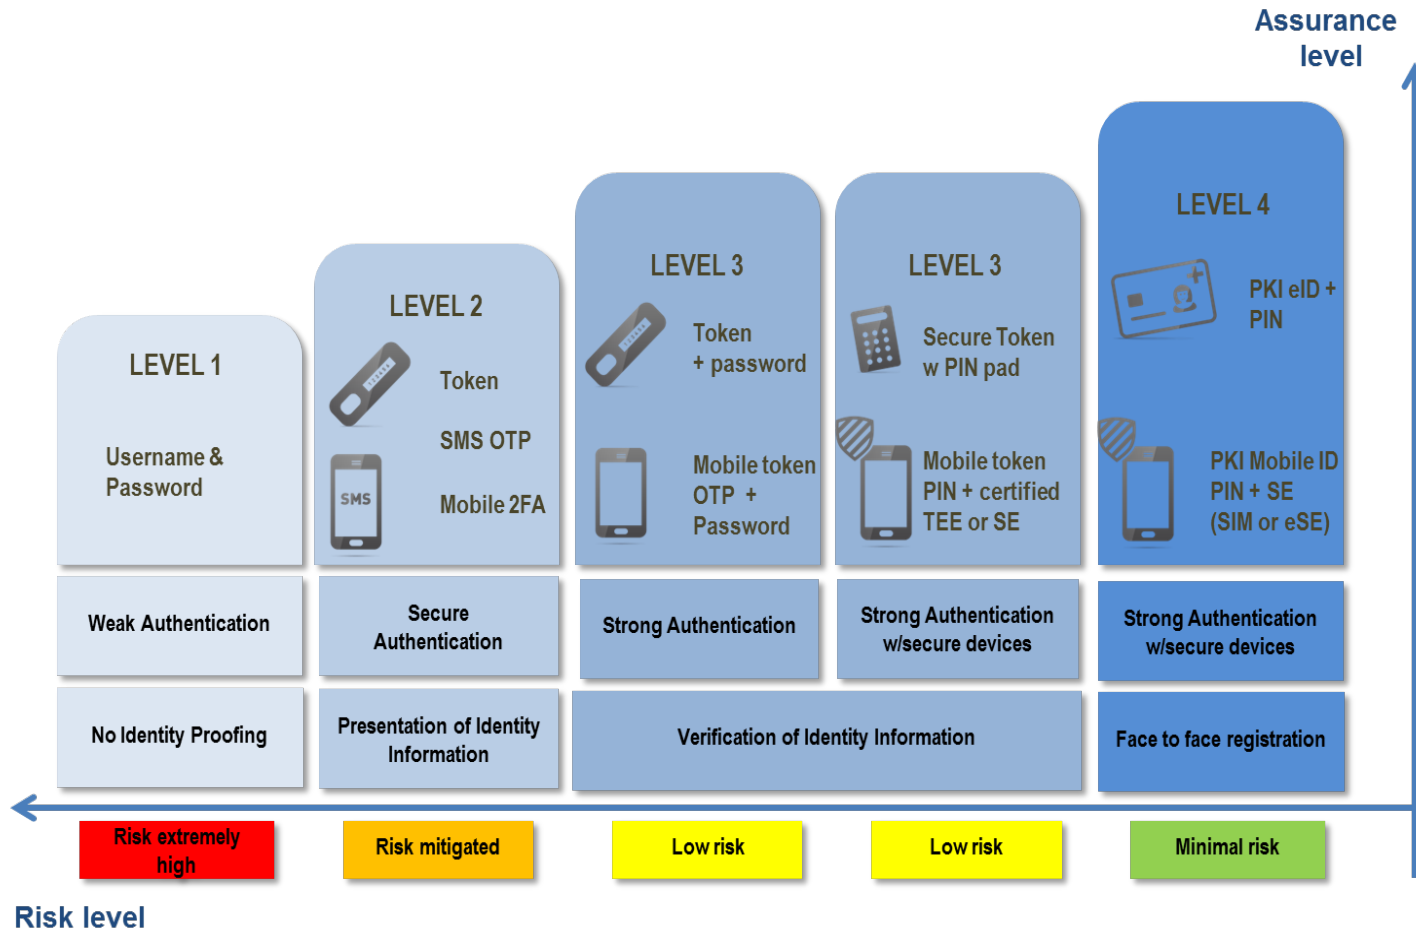 Assurance
level
LEVEL 1
Username &
Password
LEVEL 2
Token
SMS OTP
SMS
Mobile 2FA
LEVEL 3
Token
+ password
Mobile token
OTP +
Password
LEVEL 3
Secure Token
w PIN pad
Mobile token
PIN + certified
TEE or SE
LEVEL 4
PKI eID +
PIN
PKI Mobile ID
PIN + SE
(SIM or eSE)
Weak Authentication
Secure
Authentication
Strong Authentication
Strong Authentication
w/secure devices
Strong Authentication
w/secure devices
No Identity Proofing
Presentation of Identity
Information
Verification of Identity Information
Face to face registration
Risk extremely
high
Risk mitigated
Low risk
Low risk
Minimal risk
Risk level